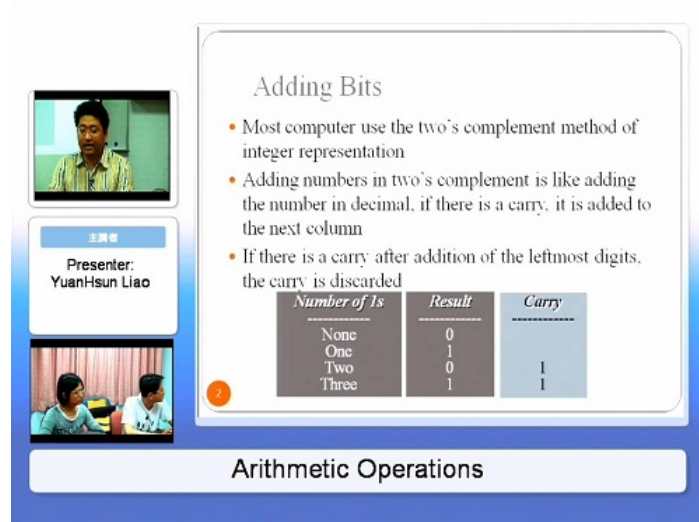 Adding Bits
• Most computer use the two's complement method of
integer representation
• Adding numbers in two's complement is like adding
the number in decimal, if there is a carry, it is added to
the next column
• If there is a carry after addition of the leftmost digits,
the carry is discarded
Number of 1s Result Carry
------------ ----------- -----------
None 0
One 1
Two 0 1
Three 1 1
2
主講者
Presenter:
YuanHsun Liao
Arithmetic Operations